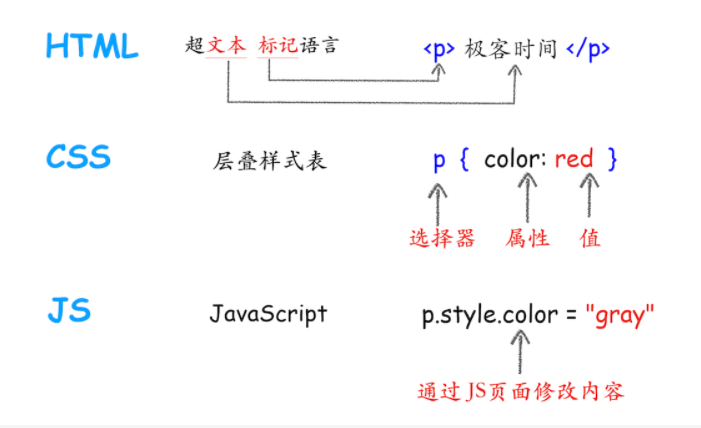 HTML 超文本 标记语言 <p> 极客时间 </p>
CSS 层叠样式表 p { color: red }
选择器 属性 值
JS JavaScript p.style.color = "gray"
通过JS页面修改内容